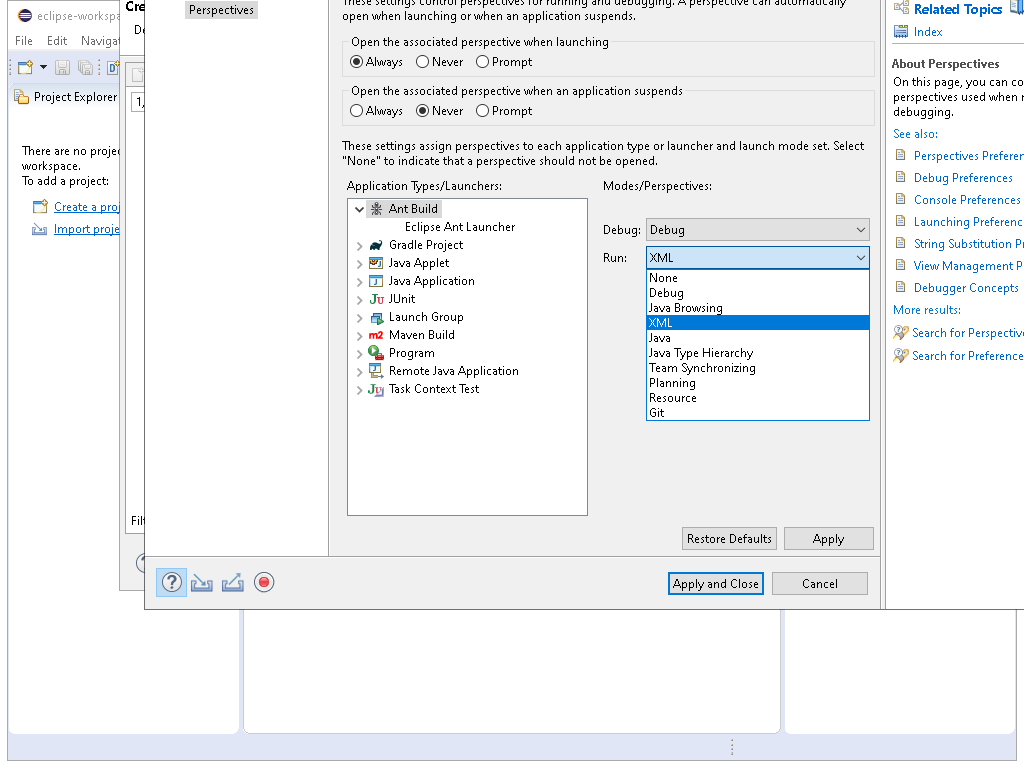 eclipse-workspa
File Edit Navigat
Project Explorer
There are no proje
workspace.
To add a project:
Create a proj
Import proje
Cre
De
1,
Filt
Perspectives
These settings control perspectives for running and debugging. A perspective can automatically
open when launching or when an application suspends.
Open the associated perspective when launching
Always Never Prompt
Open the associated perspective when an application suspends
Always Never Prompt
These settings assign perspectives to each application type or launcher and launch mode set. Select
"None" to indicate that a perspective should not be opened.
Application Types/Launchers:
Ant Build
Eclipse Ant Launcher
Gradle Project
Java Applet
Java Application
JUnit
Launch Group
Maven Build
Program
Remote Java Application
Task Context Test
Modes/Perspectives:
Debug: Debug
Run: XML
None
Debug
Java Browsing
XML
Java
Java Type Hierarchy
Team Synchronizing
Planning
Resource
Git
Restore Defaults Apply
Apply and Close Cancel
Related Topics
Index
About Perspectives
On this page, you can co
perspectives used when r
debugging.
See also:
Perspectives Preferen
Debug Preferences
Console Preferences
Launching Preferenc
String Substitution Pr
View Management P
Debugger Concepts
More results:
Search for Perspective
Search for Preference